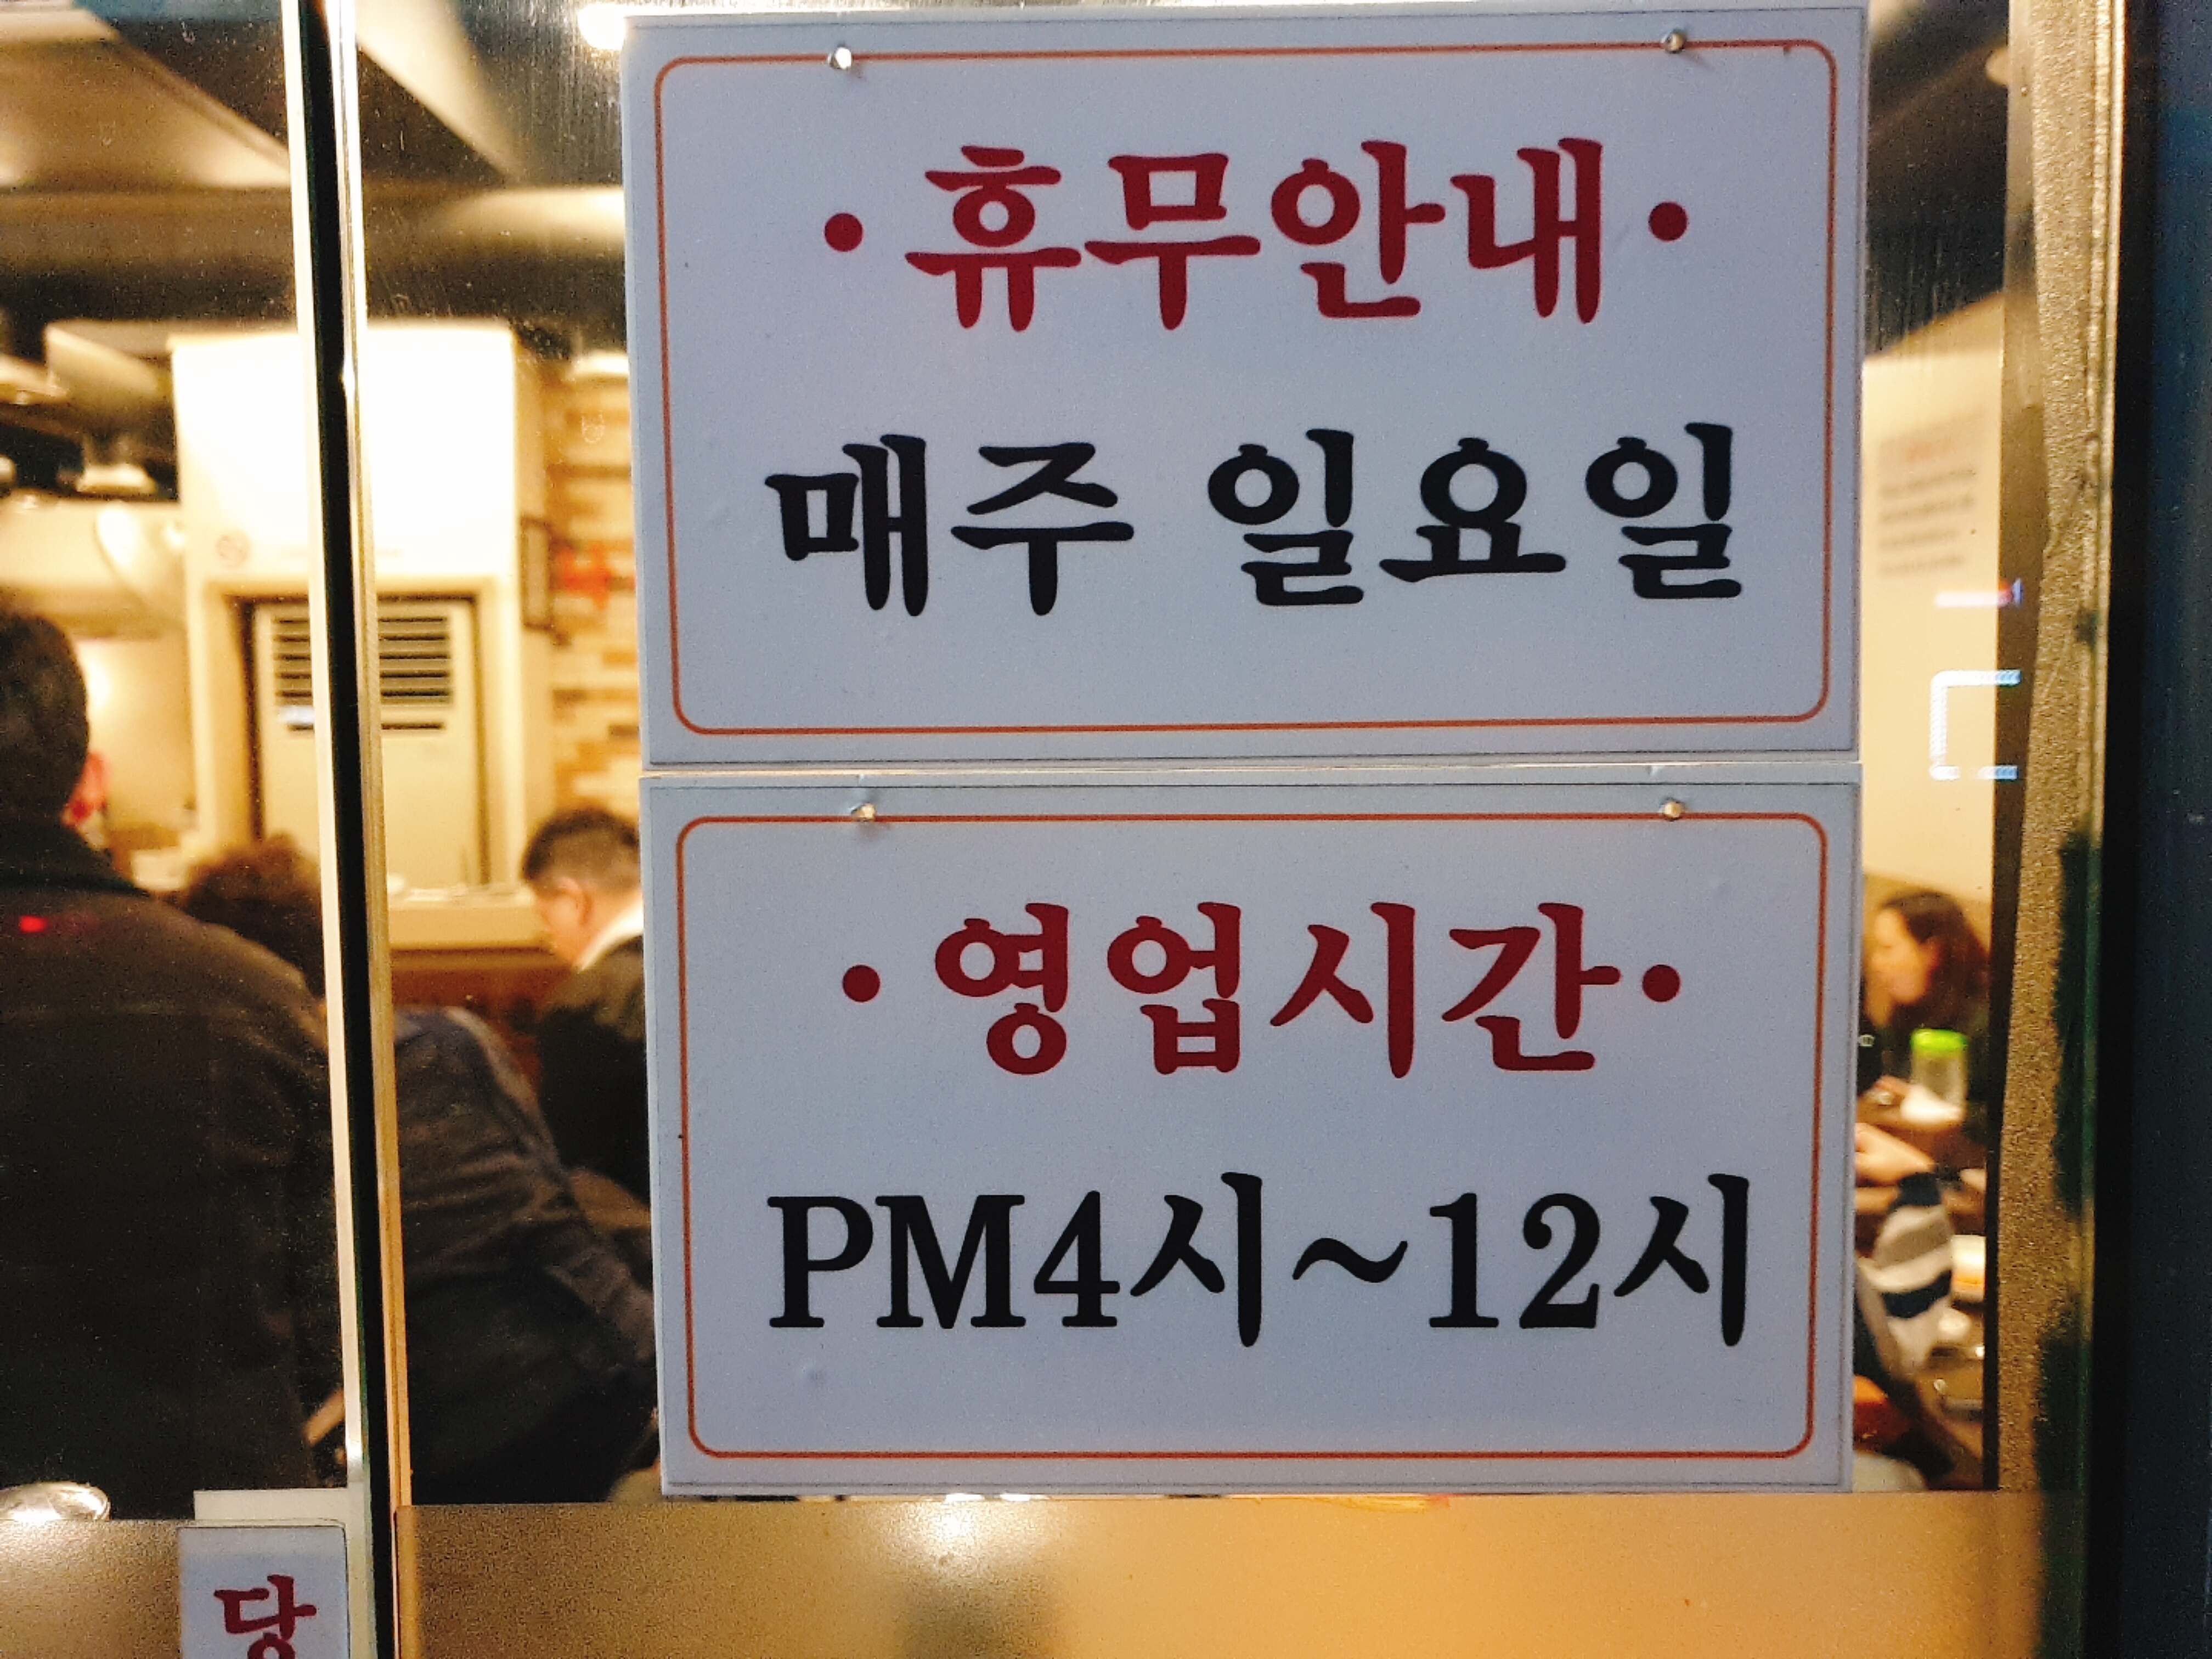 ·휴무안내·
매주 일요일
·영업시간·
PM4시~12시
당